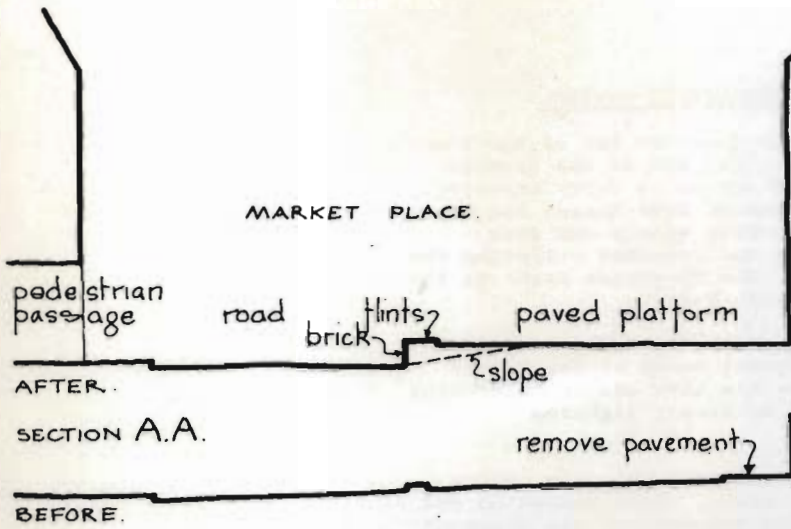 MARKET PLACE.
pedestrian
passage
road
brick
flints
paved platform
slope
AFTER.
SECTION A.A.
remove pavement
BEFORE.